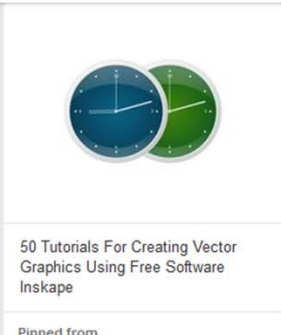 50 Tutorials For Creating Vector
Graphics Using Free Software
Inskape
Pinned from